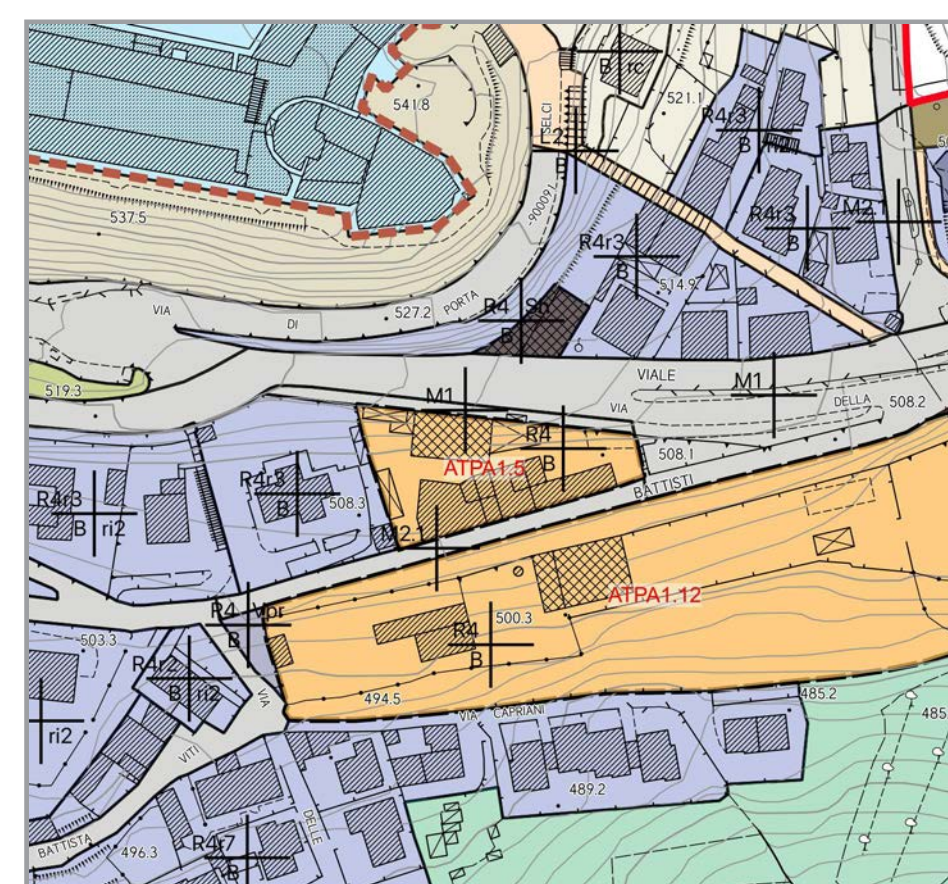 B rc
541.8
521.1
SELCI
R4r3
B
L2
B
537.5
R4r3
B
M2.
R4r3
B
514.9
VIA
DI
PORTA
527.2
R4 Sb
B
VIALE
M1
519.3
M1
VIA
DELLA
508.2
R4
B
508.1
ATPA1.5
BATTISTI
R4r3
B
508.3
R4r3
B ri2
M2.1
ATPA1.12
R4 Vpr
B
500.3
R4
B
503.3
R4r2
B ri2
494.5
485.2
VIA
VIA CAPRIANI
485
ri2
VITI
489.2
DELLE
BATTISTA
496.3
R4r7
B